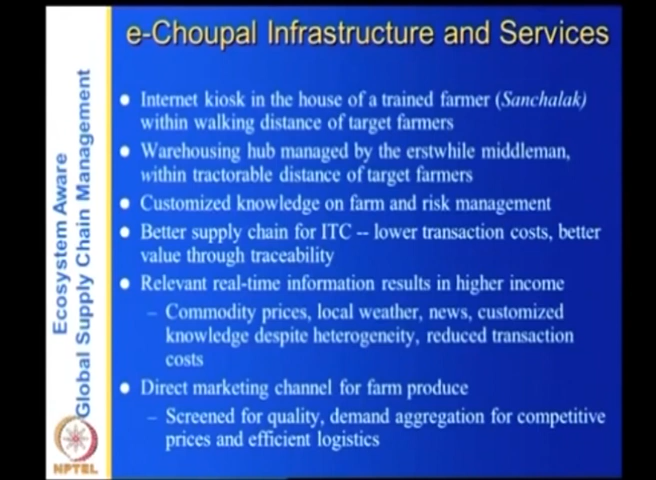 e-Choupal Infrastructure and Services
Ecosystem Aware
Global Supply Chain Management
• Internet kiosk in the house of a trained farmer (Sanchalak)
within walking distance of target farmers
• Warehousing hub managed by the erstwhile middleman,
within tractorable distance of target farmers
• Customized knowledge on farm and risk management
• Better supply chain for ITC -- lower transaction costs, better
value through traceability
• Relevant real-time information results in higher income
– Commodity prices, local weather, news, customized
knowledge despite heterogeneity, reduced transaction
costs
• Direct marketing channel for farm produce
– Screened for quality, demand aggregation for competitive
prices and efficient logistics
NPTEL